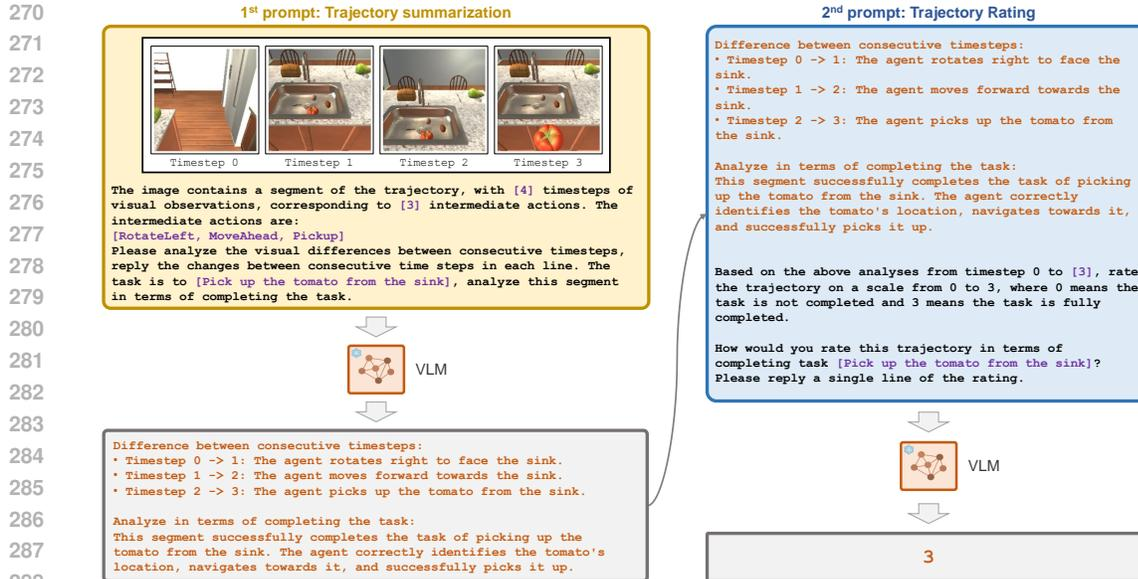 270
271
272
273
274
275
276
277
278
279
280
281
282
283
284
285
286
287
1st prompt: Trajectory summarization
Timestep 0 Timestep 1 Timestep 2 Timestep 3
The image contains a segment of the trajectory, with [4] timesteps of
visual observations, corresponding to [3] intermediate actions. The
intermediate actions are:
[RotateLeft, MoveAhead, Pickup]
Please analyze the visual differences between consecutive timesteps,
reply the changes between consecutive time steps in each line. The
task is to [Pick up the tomato from the sink], analyze this segment
in terms of completing the task.
VLM
Difference between consecutive timesteps:
• Timestep 0 -> 1: The agent rotates right to face the sink.
• Timestep 1 -> 2: The agent moves forward towards the sink.
• Timestep 2 -> 3: The agent picks up the tomato from the sink.
Analyze in terms of completing the task:
This segment successfully completes the task of picking up the
tomato from the sink. The agent correctly identifies the tomato's
location, navigates towards it, and successfully picks it up.
2nd prompt: Trajectory Rating
Difference between consecutive timesteps:
• Timestep 0 -> 1: The agent rotates right to face the
sink.
• Timestep 1 -> 2: The agent moves forward towards the
sink.
• Timestep 2 -> 3: The agent picks up the tomato from
the sink.
Analyze in terms of completing the task:
This segment successfully completes the task of picking
up the tomato from the sink. The agent correctly
identifies the tomato's location, navigates towards it,
and successfully picks it up.
Based on the above analyses from timestep 0 to [3], rate
the trajectory on a scale from 0 to 3, where 0 means the
task is not completed and 3 means the task is fully
completed.
How would you rate this trajectory in terms of
completing task [Pick up the tomato from the sink]?
Please reply a single line of the rating.
VLM
3